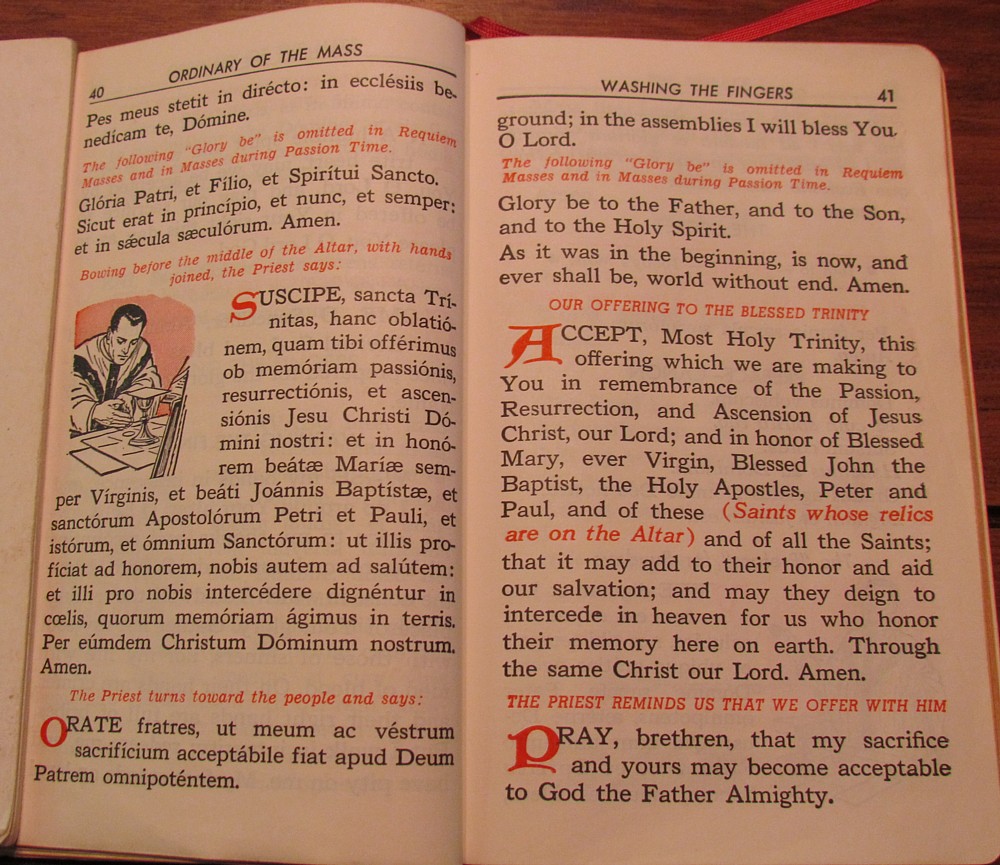 40
ORDINARY OF THE MASS
Pes meus stetit in dirécto: in ecclésiis be-
nedícam te, Dómine.
The following "Glory be" is omitted in Requiem
Masses and in Masses during Passion Time.
Glória Patri, et Fílio, et Spirítui Sancto.
Sicut erat in princípio, et nunc, et semper:
et in sǽcula sæculórum. Amen.
Bowing before the middle of the Altar, with hands
joined, the Priest says:
SUSCIPE, sancta Trí-
nitas, hanc oblatió-
nem, quam tibi offérimus
ob memóriam passiónis,
resurrectiónis, et ascen-
siónis Jesu Christi Dó-
mini nostri: et in honó-
rem beátæ Maríæ sem-
per Vírginis, et beáti Joánnis Baptístæ, et
sanctórum Apostolórum Petri et Pauli, et
istórum, et ómnium Sanctórum: ut illis pro-
fíciat ad honorem, nobis autem ad salútem:
et illi pro nobis intercédere dignéntur in
cœlis, quorum memóriam ágimus in terris.
Per eúmdem Christum Dóminum nostrum.
Amen.
The Priest turns toward the people and says:
ORATE fratres, ut meum ac véstrum
sacrifícium acceptábile fiat apud Deum
Patrem omnipoténtem.
WASHING THE FINGERS
41
ground; in the assemblies I will bless You,
O Lord.
The following "Glory be" is omitted in Requiem
Masses and in Masses during Passion Time.
Glory be to the Father, and to the Son,
and to the Holy Spirit.
As it was in the beginning, is now, and
ever shall be, world without end. Amen.
OUR OFFERING TO THE BLESSED TRINITY
ACCEPT, Most Holy Trinity, this
offering which we are making to
You in remembrance of the Passion,
Resurrection, and Ascension of Jesus
Christ, our Lord; and in honor of Blessed
Mary, ever Virgin, Blessed John the
Baptist, the Holy Apostles, Peter and
Paul, and of these (Saints whose relics
are on the Altar) and of all the Saints;
that it may add to their honor and aid
our salvation; and may they deign to
intercede in heaven for us who honor
their memory here on earth. Through
the same Christ our Lord. Amen.
THE PRIEST REMINDS US THAT WE OFFER WITH HIM
PRAY, brethren, that my sacrifice
and yours may become acceptable
to God the Father Almighty.